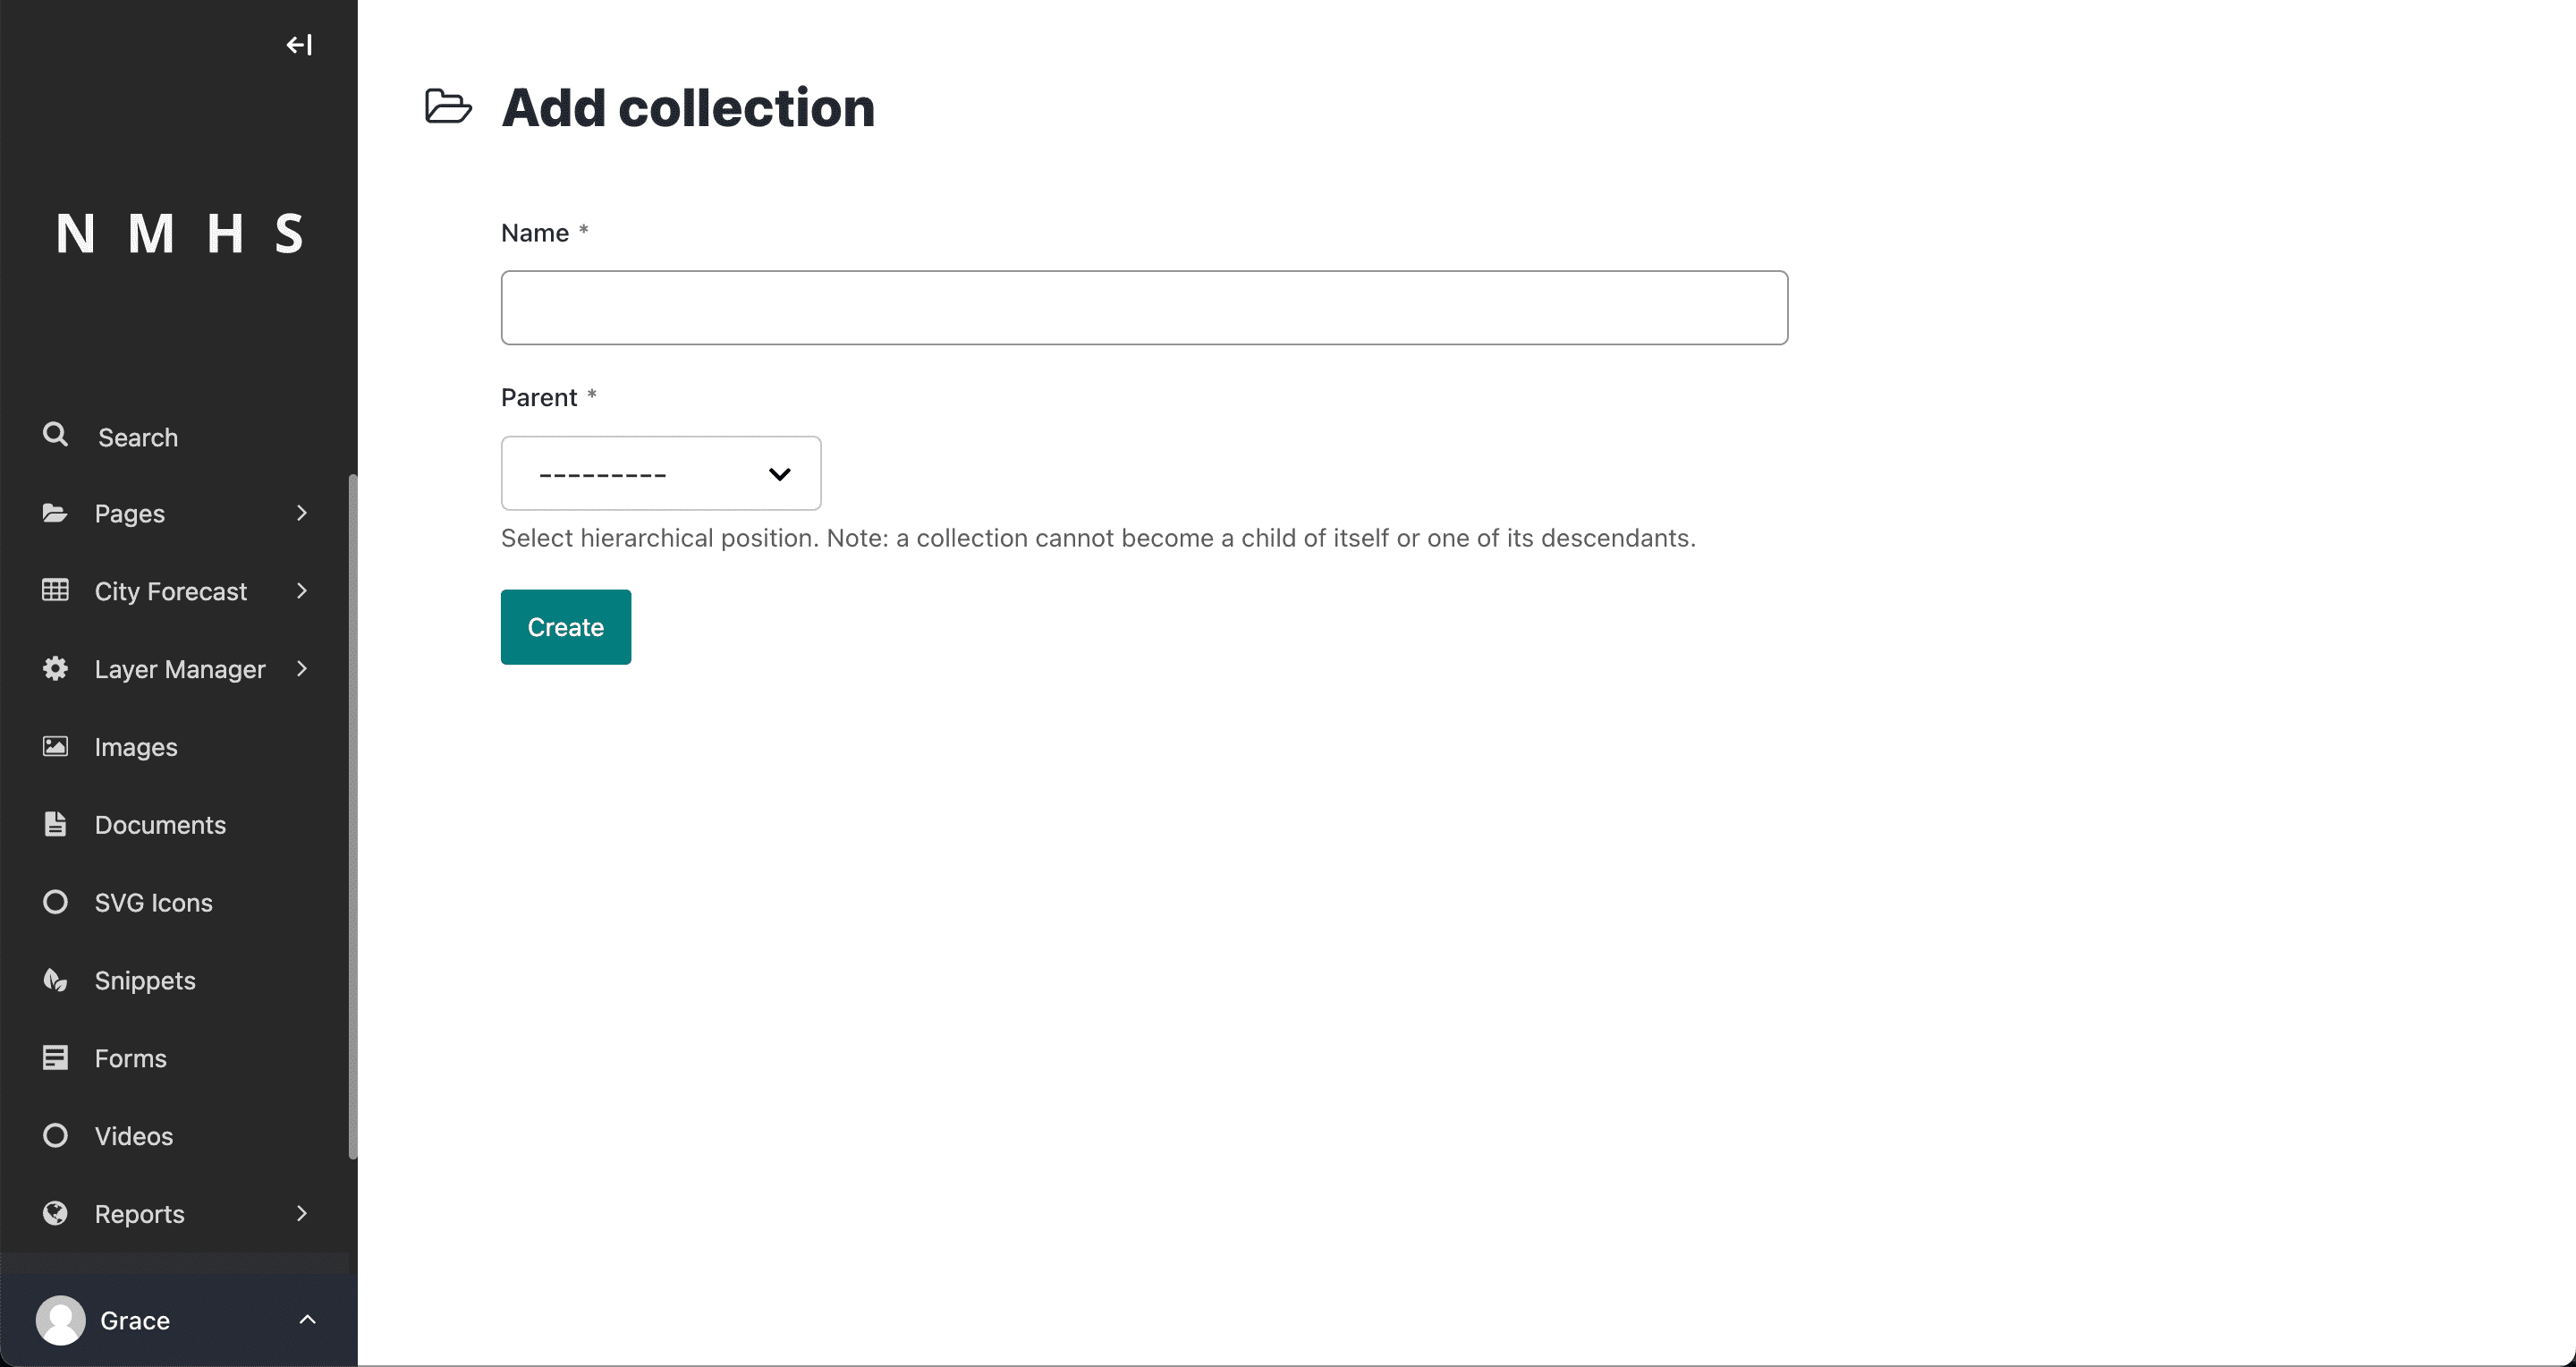 N M H S
Search
Pages
City Forecast
Layer Manager
Images
Documents
SVG Icons
Snippets
Forms
Videos
Reports
Grace
Add collection
Name *
Parent *
---------
Select hierarchical position. Note: a collection cannot become a child of itself or one of its descendants.
Create